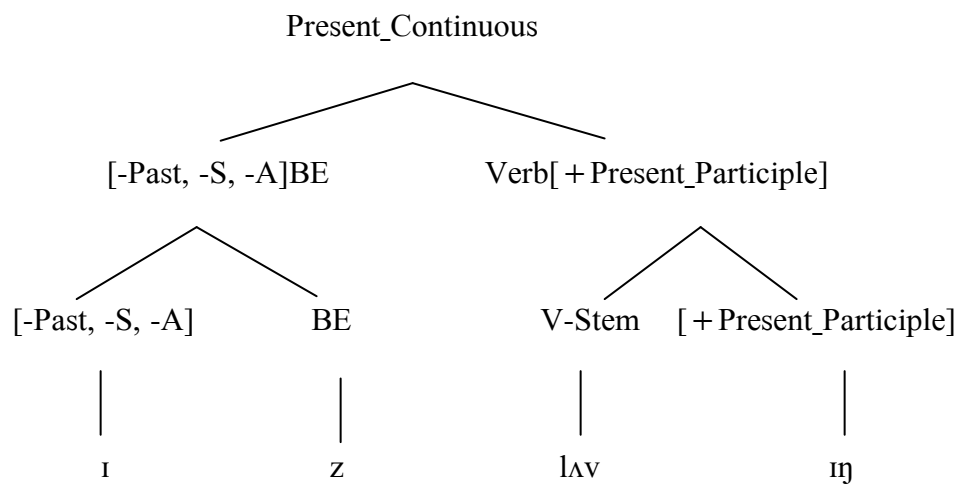 Present_Continuous
[-Past, -S, -A]BE Verb[+Present_Participle]
[-Past, -S, -A] BE V-Stem [+Present_Participle]
ɪ z lʌv ɪŋ